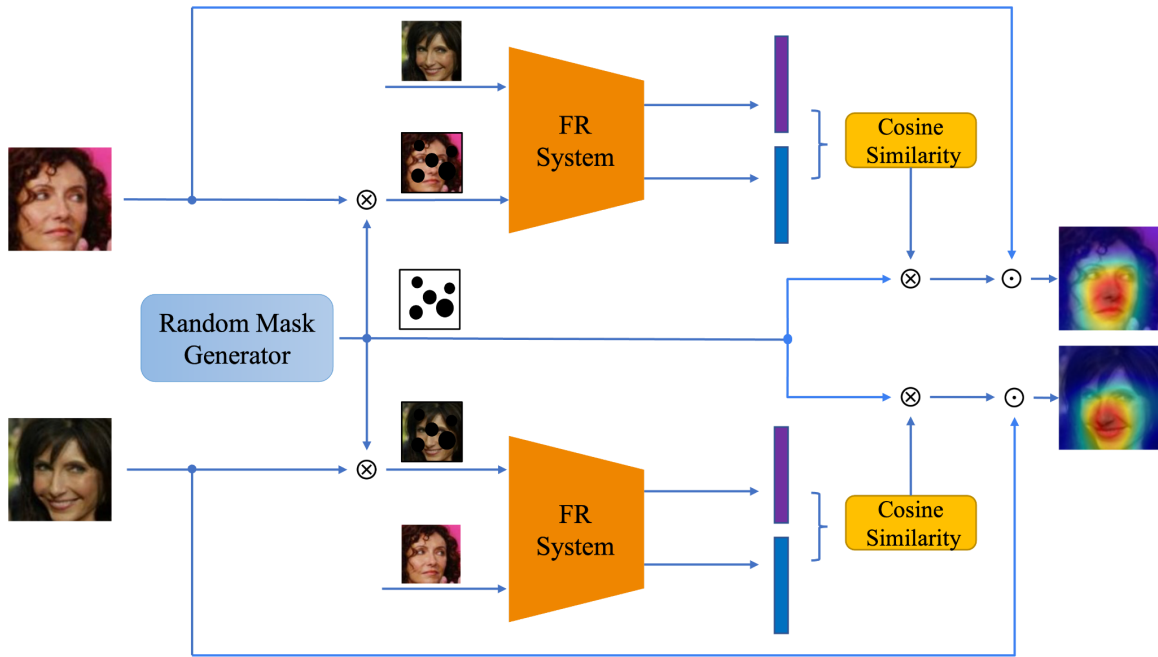 FR
System
Cosine
Similarity
Random Mask
Generator
FR
System
Cosine
Similarity